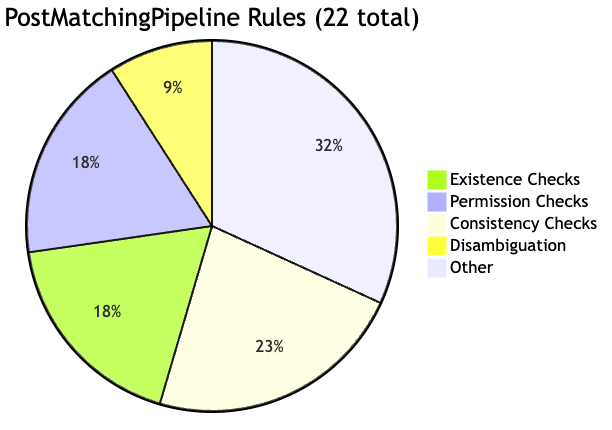 PostMatchingPipeline Rules (22 total)
9%
32%
18%
18%
23%
Existence Checks
Permission Checks
Consistency Checks
Disambiguation
Other